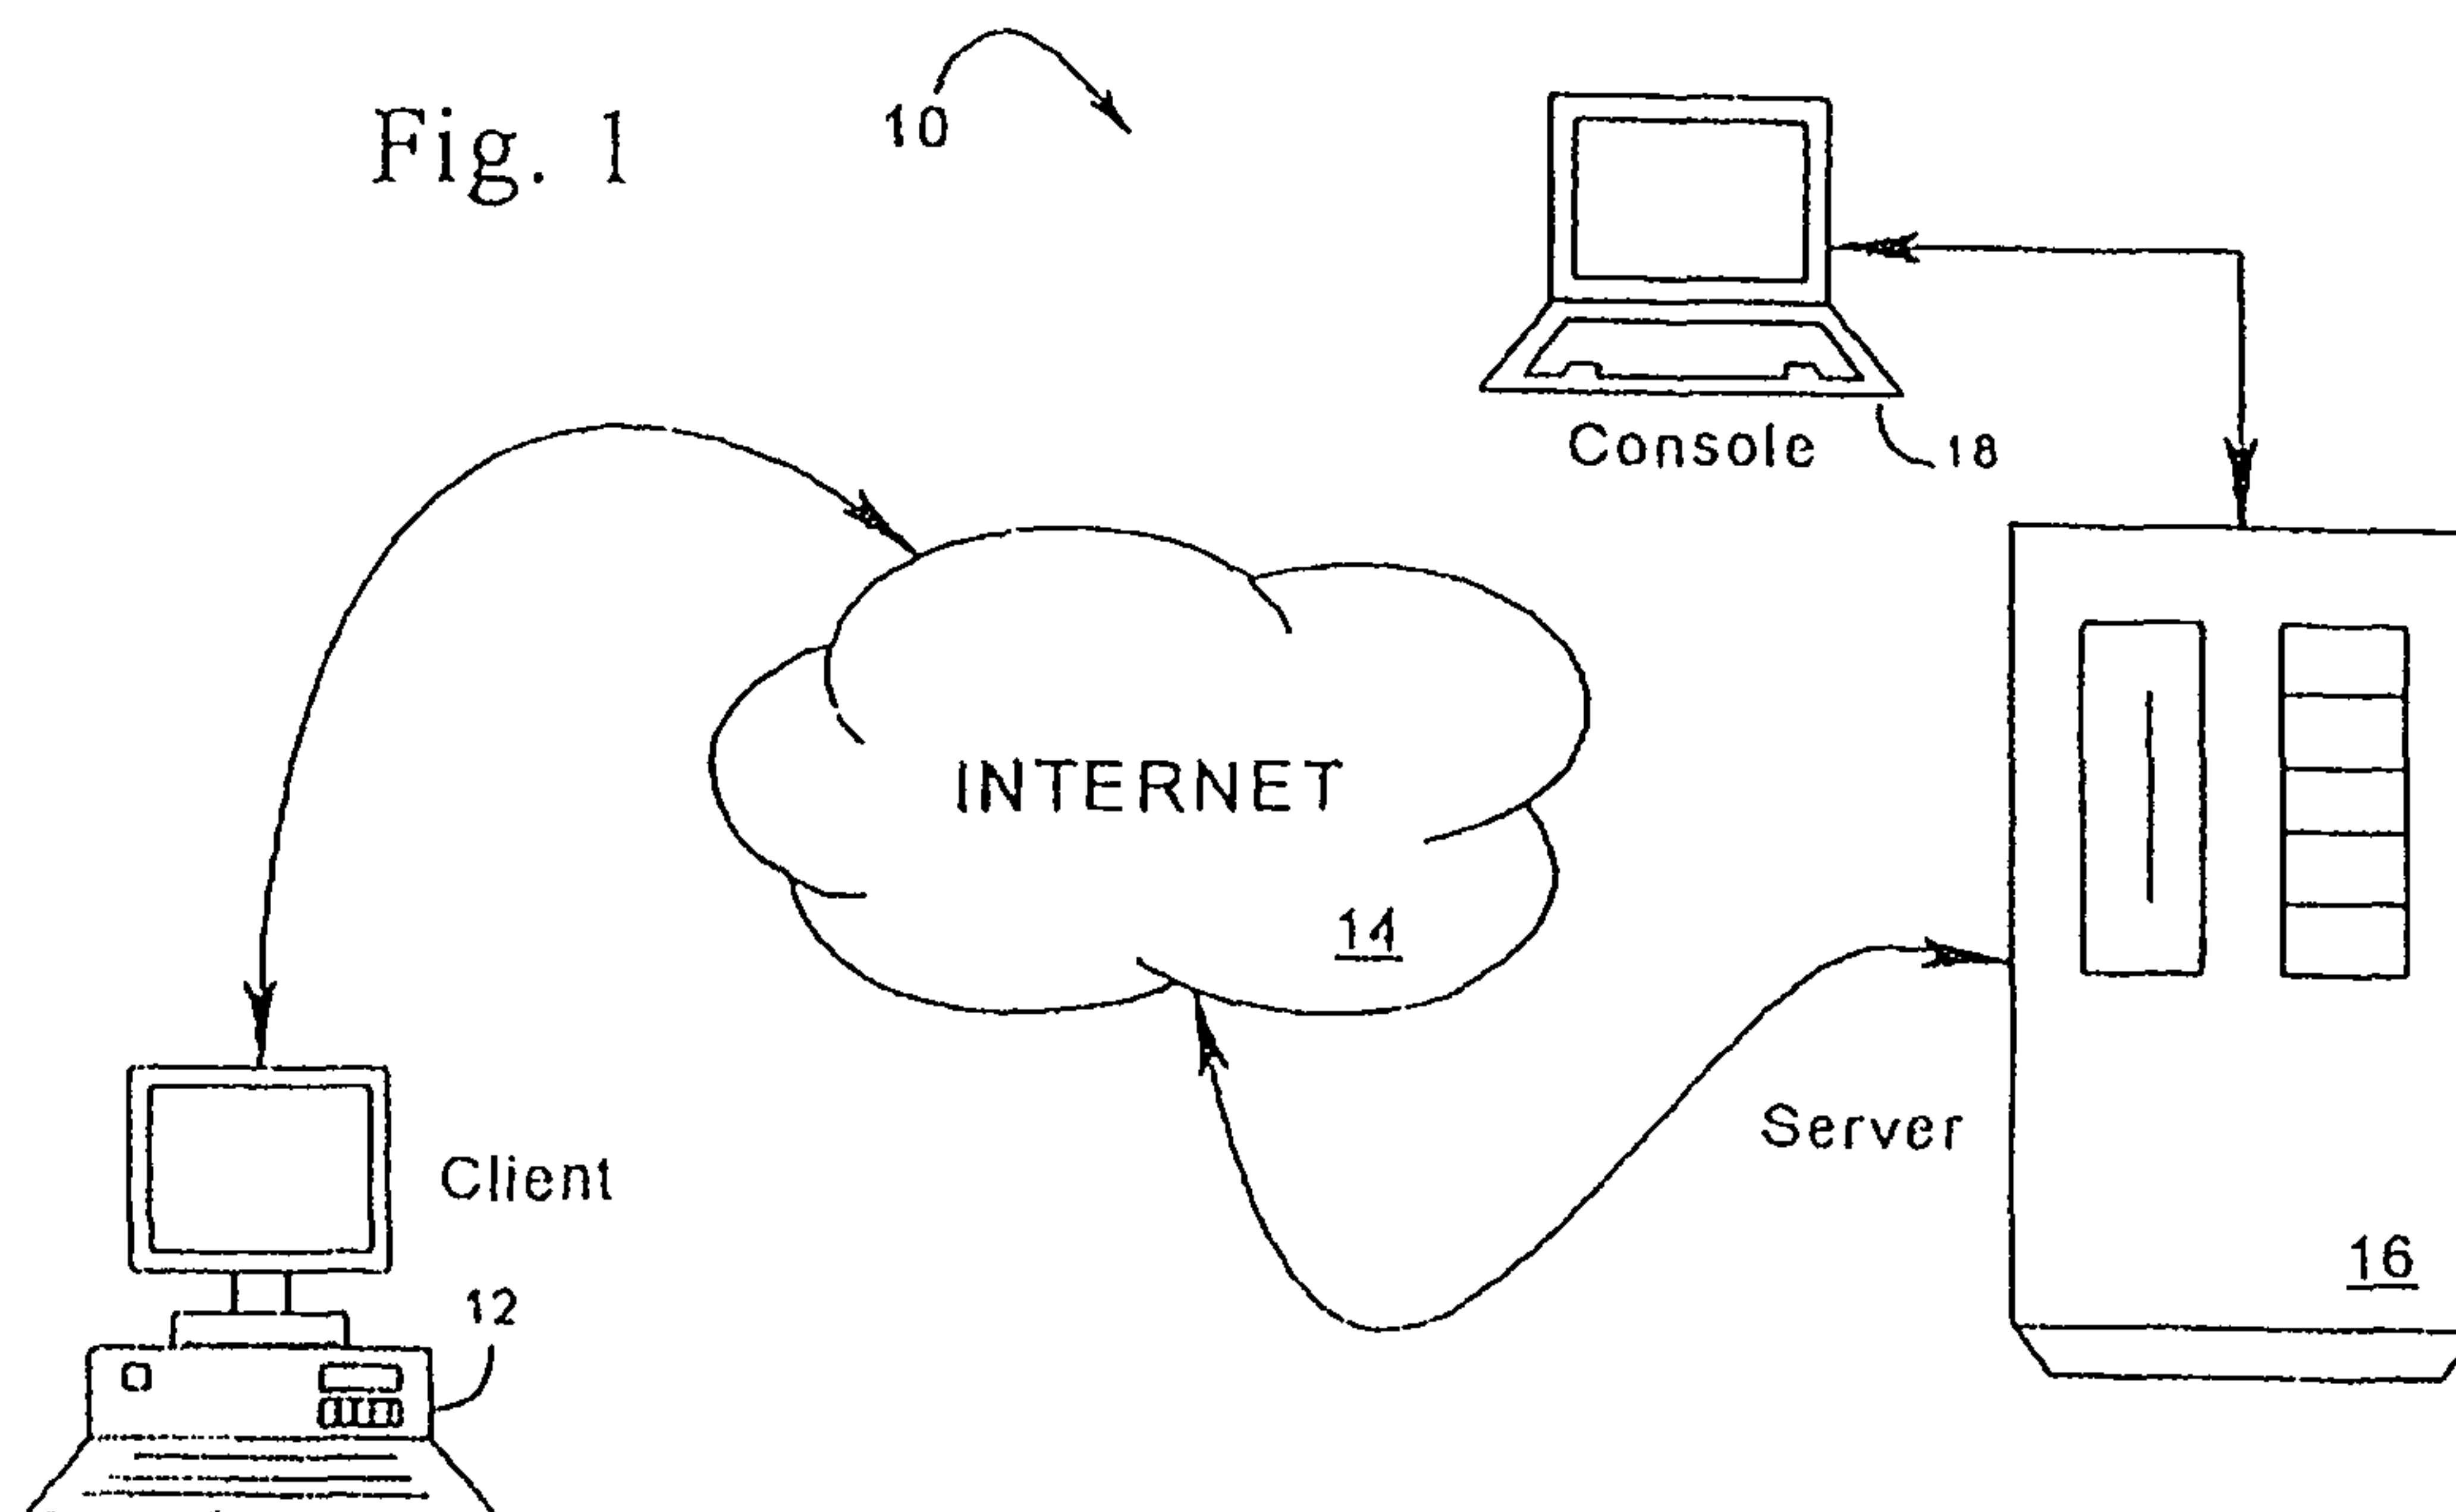 Fig. 1
10
Console
18
INTERNET
14
Server
Client
16
12